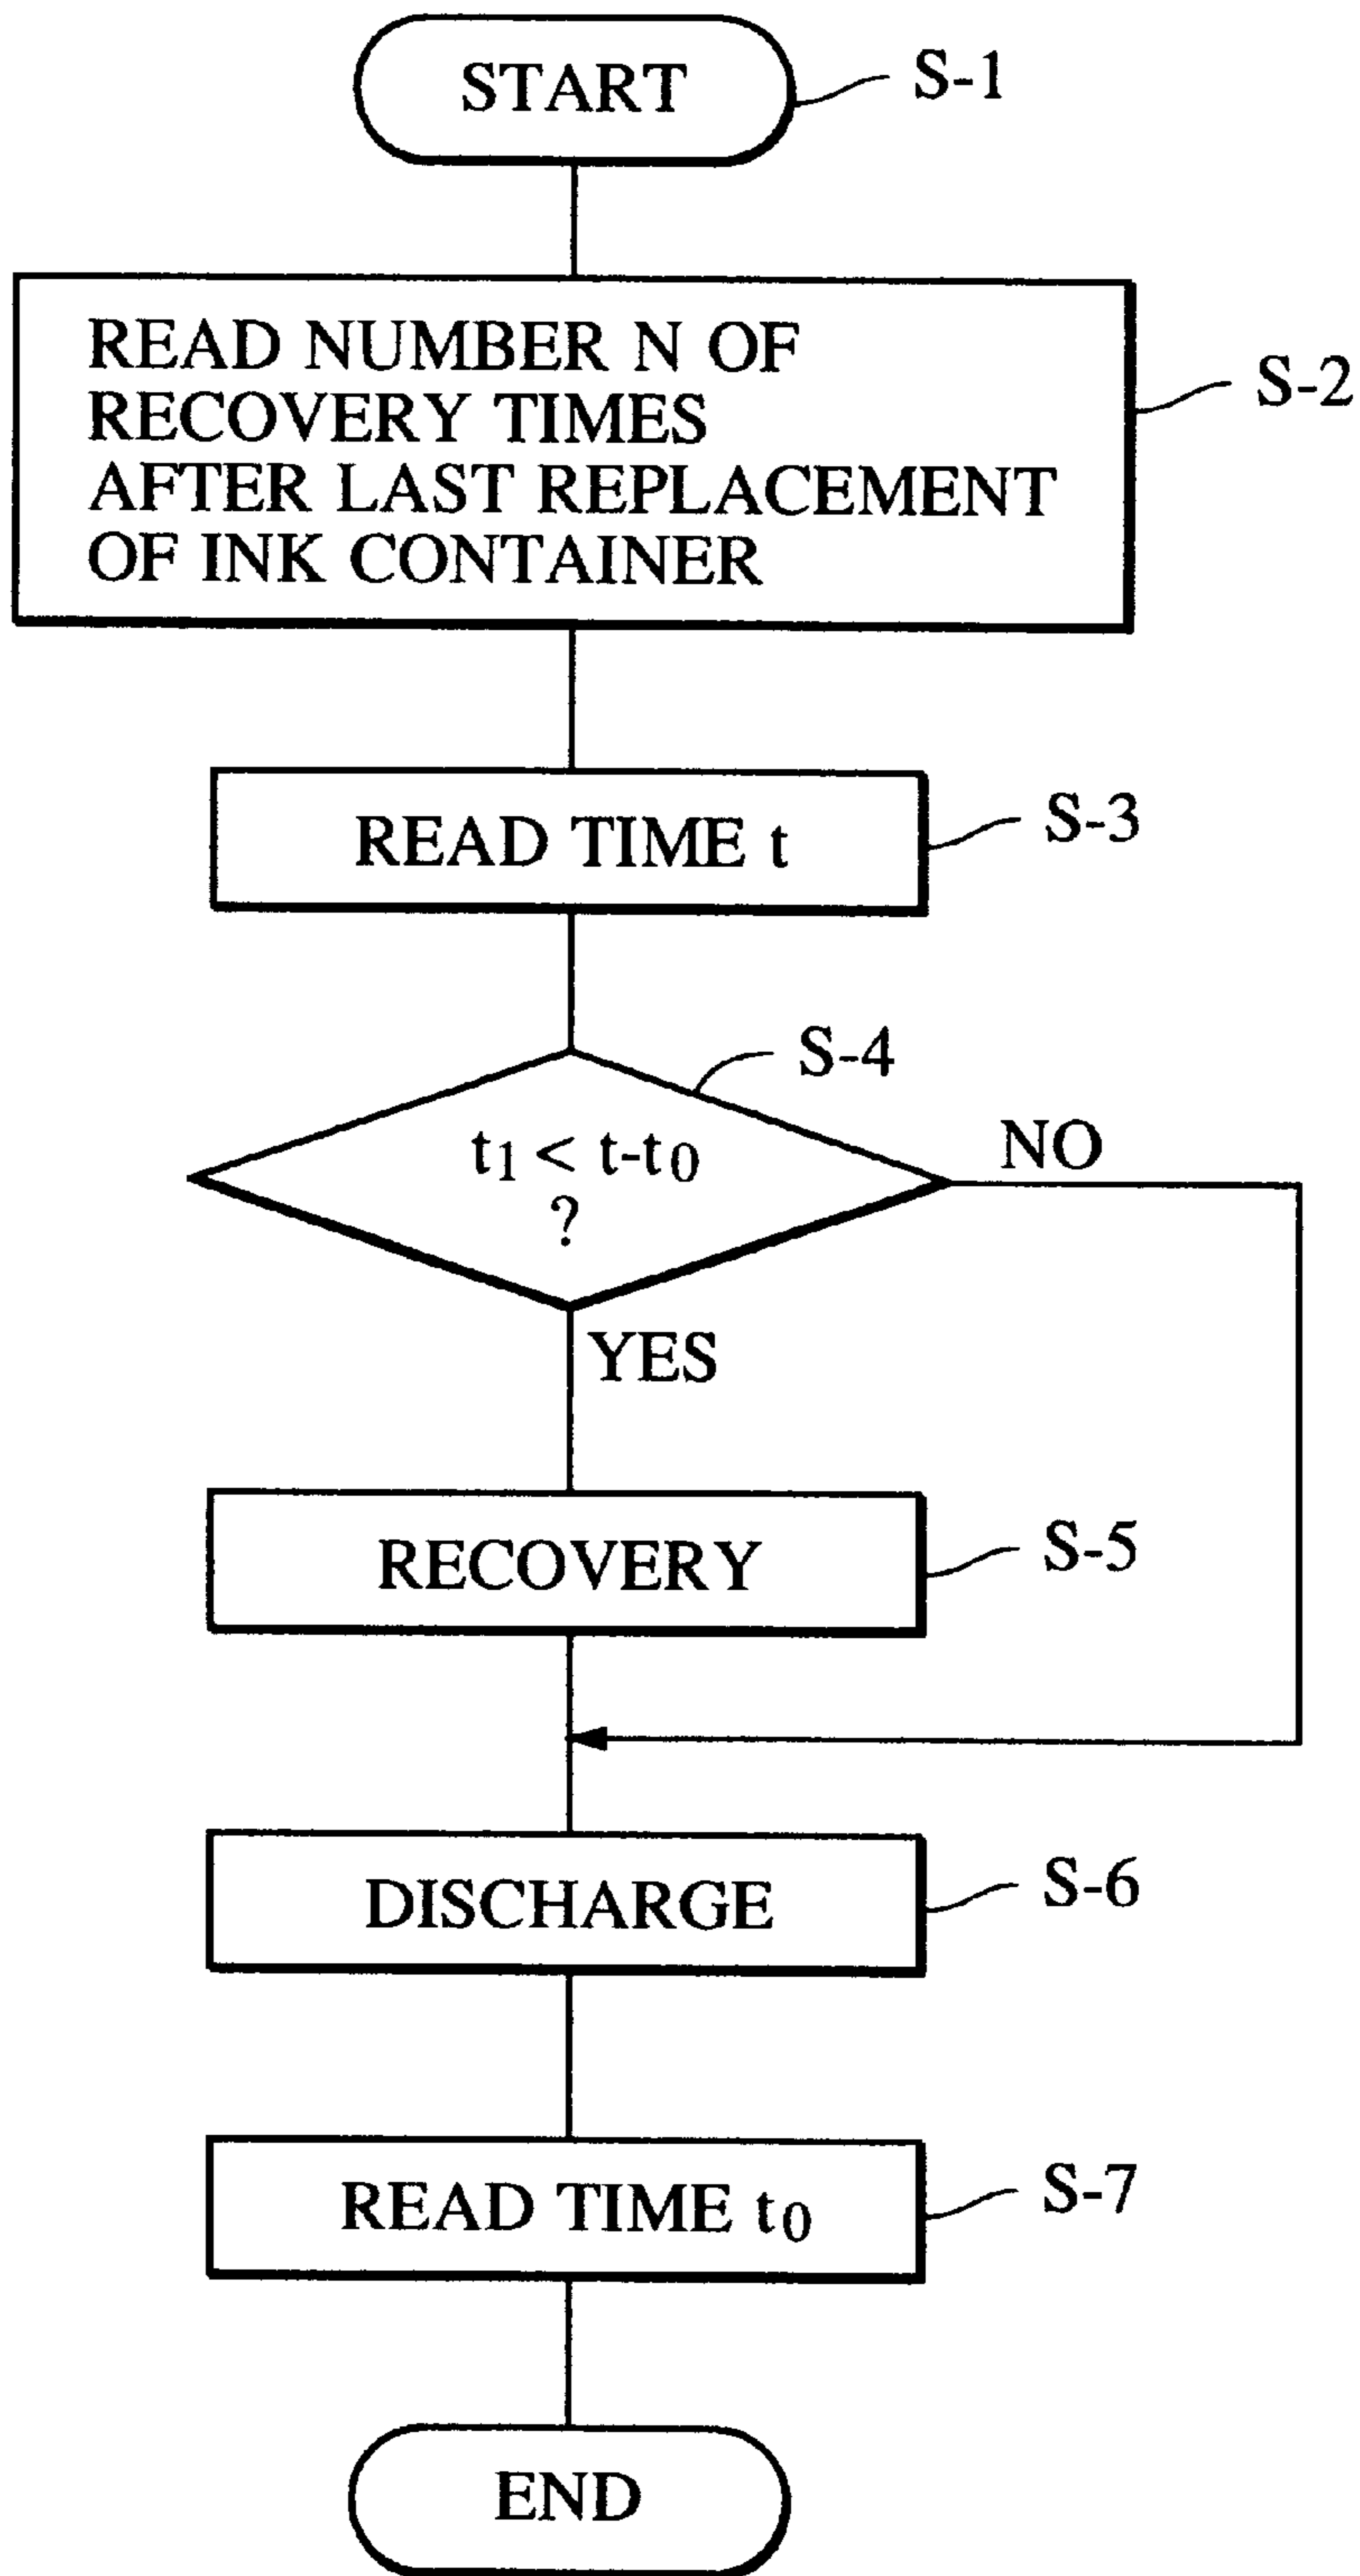 START
S-1
READ NUMBER N OF
RECOVERY TIMES
AFTER LAST REPLACEMENT
OF INK CONTAINER
S-2
READ TIME t
S-3
S-4
t₁ < t-t₀
?
NO
YES
RECOVERY
S-5
DISCHARGE
S-6
READ TIME t₀
S-7
END